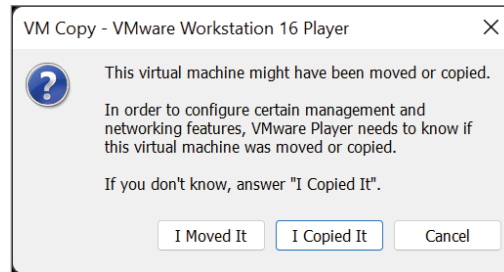 VM Copy - VMware Workstation 16 Player
This virtual machine might have been moved or copied.
In order to configure certain management and
networking features, VMware Player needs to know if
this virtual machine was moved or copied.
If you don't know, answer "I Copied It".
I Moved It I Copied It Cancel